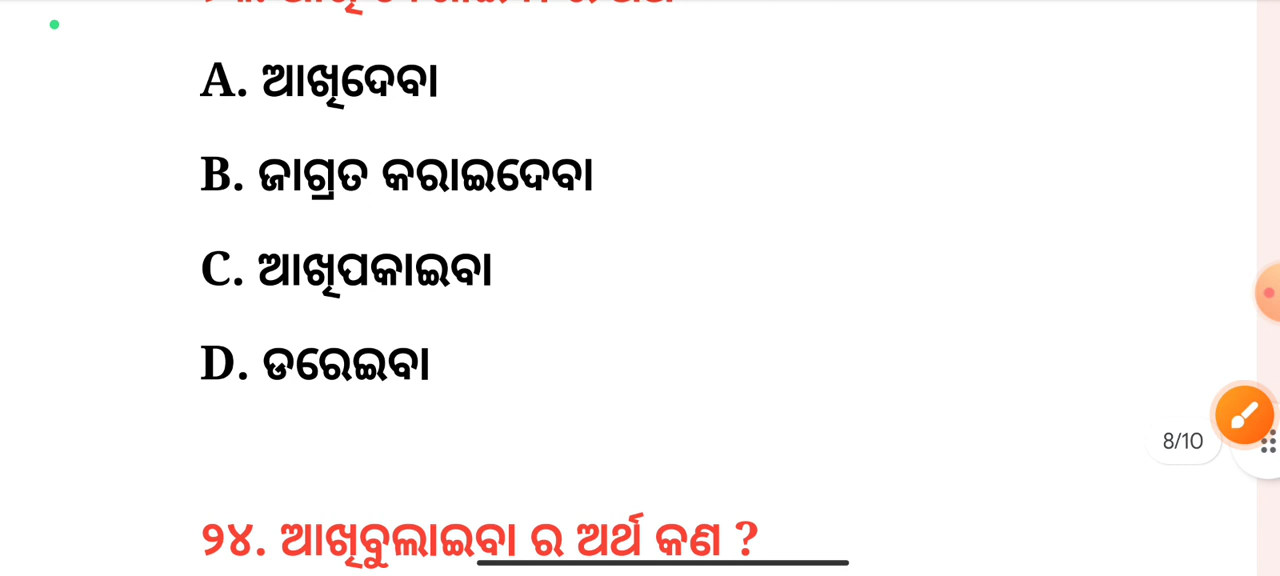 A. ଆଖିଦେବା
B. ଜାଗ୍ରତ କରାଇଦେବା
C. ଆଖିପକାଇବା
D. ଡରେଇବା
8/10
୨୪. ଆଖିବୁଲାଇବା ର ଅର୍ଥ କଣ ?